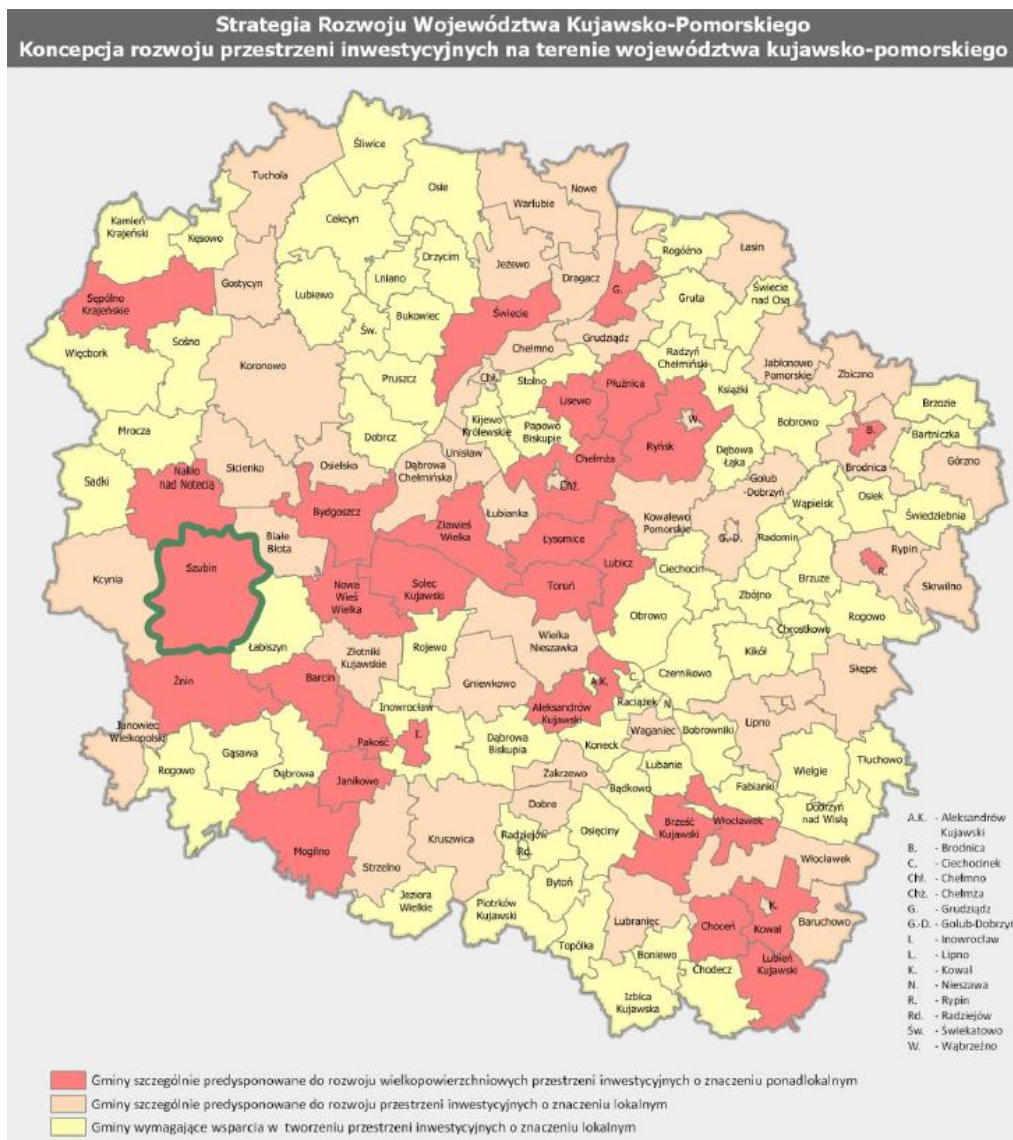 Strategia Rozwoju Województwa Kujawsko-Pomorskiego
Koncepcja rozwoju przestrzeni inwestycyjnych na terenie województwa kujawsko-pomorskiego
Śliwice
Tuchola
Osie
Nowe
Warlubie
Cekcyn
Kamień
Krajeński
Kęsowo
Rogóźno
Łasin
Drzycim
Jeżewo
Gostycyn
Lniano
Dragacz
G.
Świecie
nad Osą
Lubiewo
Gruta
Sępólno
Krajeńskie
Bukowiec
Świecie
Św.
Grudziądz
Sośno
Chełmno
Więcbork
Radzyń
Chełmiński
Jabłonowo
Pomorskie
Zbiczno
Koronowo
Pruszcz
Chł.
Stolno
Płużnica
Książki
Lisewo
Brzozie
Kijewo
Królewskie
Papowo
Biskupie
W.
Bobrowo
B.
Bartniczka
Mrocza
Dobrcz
Ryńsk
Unisław
Chełmża
Dębowa
Łąka
Brodnica
Górzno
Sicienko
Osielsko
Dąbrowa
Chełmińska
Golub
-Dobrzyń
Nakło
nad Notecią
Sadki
Chż.
Wąpielsk
Osiek
Bydgoszcz
Łubianka
Kowalewo
Pomorskie
Świedziebnia
Zławieś
Wielka
Białe
Błota
Łysomice
G.-D.
Radomin
Rypin
Szubin
Ciechocin
Lubicz
R.
Kcynia
Nowa
Wieś
Wielka
Solec
Kujawski
Toruń
Brzuze
Skrwilno
Zbójno
Obrowo
Rogowo
Chrostkowo
Łabiszyn
Złotniki
Kujawskie
Rojewo
Wielka
Nieszawka
Kikół
Czernikowo
Skępe
Żnin
Barcin
Gniewkowo
A.K.
C.
Raciążek
N.
L.
Inowrocław
Aleksandrów
Kujawski
Lipno
Janowiec
Wielkopolski
Waganiec
Bobrowniki
Pakość
I.
Dąbrowa
Biskupia
Koneck
Gąsawa
Rogowo
Dąbrowa
Janikowo
Zakrzewo
Lubanie
Wielgie
Tłuchowo
Bądkowo
Fabianki
Dobre
Dobrzyń
nad Wisłą
Brześć
Kujawski
Włocławek
Kruszwica
Radziejów
Rd.
Osięciny
Mogilno
Strzelno
Włocławek
Bytoń
Jeziora
Wielkie
Piotrków
Kujawski
K.
Lubraniec
Choceń
Kowal
Baruchowo
Topólka
Boniewo
Lubień
Kujawski
Chodecz
Izbica
Kujawska
A.K. - Aleksandrów
Kujawski
B. - Brodnica
C. - Ciechocinek
Chł. - Chełmno
Chż. - Chełmża
G. - Grudziądz
G.-D. - Golub-Dobrzyń
I. - Inowrocław
L. - Lipno
K. - Kowal
N. - Nieszawa
R. - Rypin
Rd. - Radziejów
Św. - Świekatowo
W. - Wąbrzeźno
Gminy szczególnie predysponowane do rozwoju wielkopowierzchniowych przestrzeni inwestycyjnych o znaczeniu ponadlokalnym
Gminy szczególnie predysponowane do rozwoju przestrzeni inwestycyjnych o znaczeniu lokalnym
Gminy wymagające wsparcia w tworzeniu przestrzeni inwestycyjnych o znaczeniu lokalnym